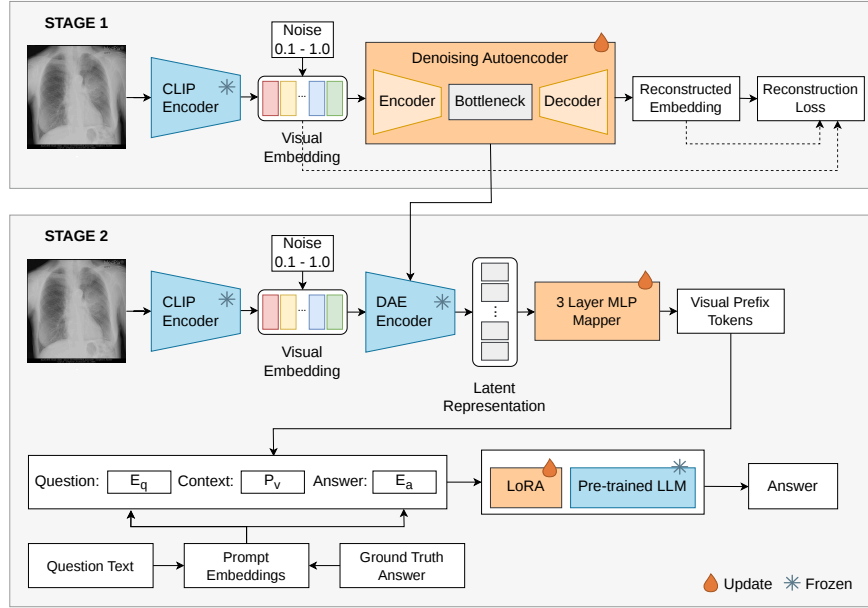 STAGE 1
Noise
0.1 - 1.0
Denoising Autoencoder
CLIP
Encoder
...
Encoder
Bottleneck
Decoder
Reconstructed
Embedding
Reconstruction
Loss
Visual
Embedding
STAGE 2
Noise
0.1 - 1.0
CLIP
Encoder
...
DAE
Encoder
3 Layer MLP
Mapper
Visual Prefix
Tokens
Visual
Embedding
Latent
Representation
Question: E_q Context: P_v Answer: E_a
LoRA
Pre-trained LLM
Answer
Question Text
Prompt
Embeddings
Ground Truth
Answer
Update
Frozen